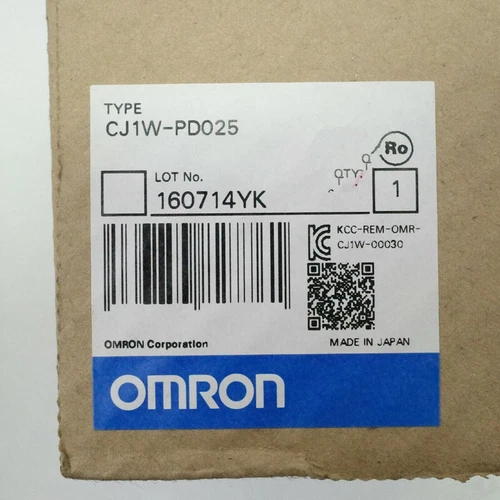 TYPE
CJ1W-PD025
Ro
LOT No.
160714YK
QTY.
1
KCC-REM-OMR-
CJ1W-00030
OMRON Corporation
MADE IN JAPAN
OMRON